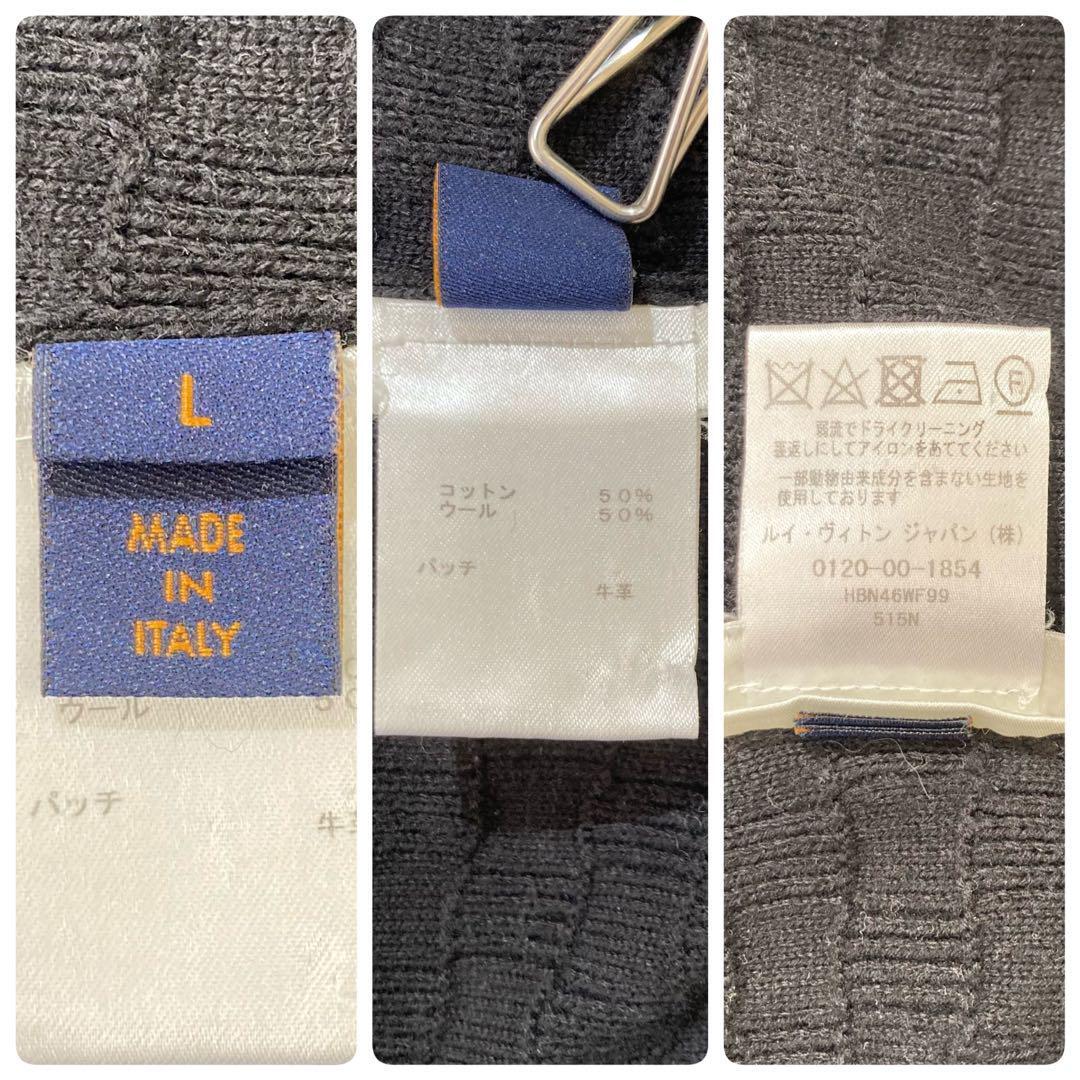 L
MADE
IN
ITALY
ウール
パッチ
コットン 50%
ウール 50%
パッチ
牛革
F
弱流でドライクリーニング
裏返しにしてアイロンをあててください
一部動物由来成分を含まない生地を
使用しております
ルイ・ヴィトン ジャパン (株)
0120-00-1854
HBN46WF99
515N